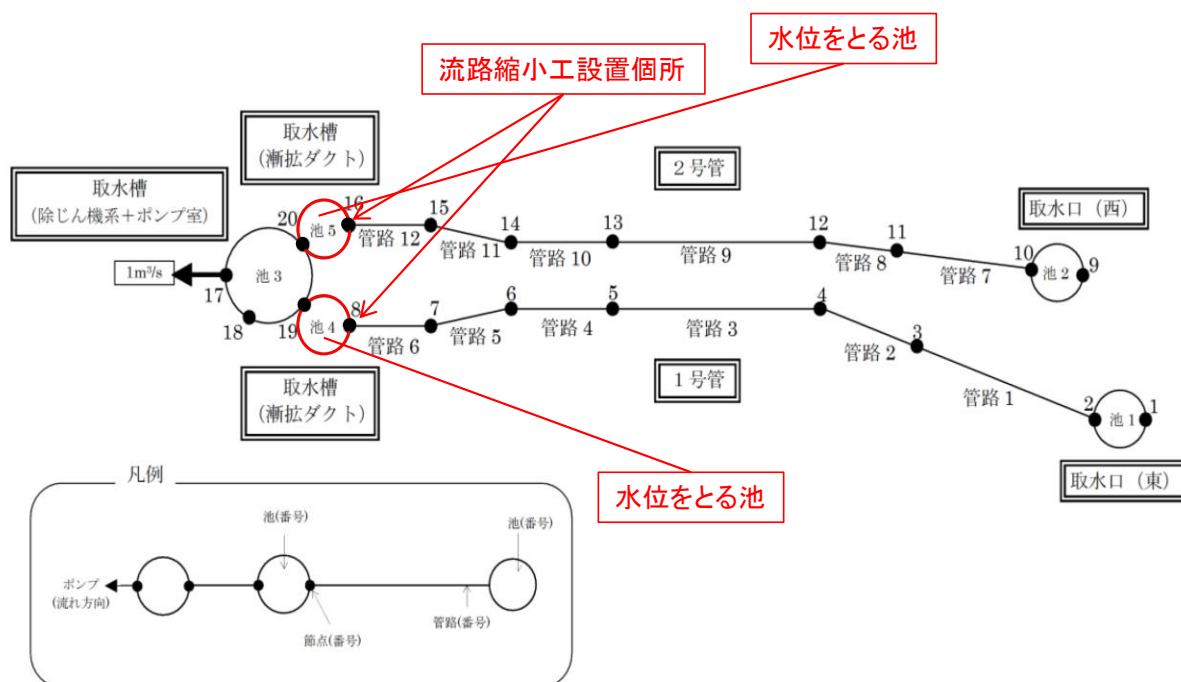 水位をとる池
流路縮小工設置個所
取水槽
(漸拡ダクト)
2号管
取水槽
(除じん機系+ポンプ室)
取水口（西）
20
池5
16
管路12
15
管路11
14
管路10
13
管路9
12
管路8
11
管路7
10
池2
9
1m³/s
17
池3
18
19
池4
8
管路6
7
管路5
6
管路4
5
管路3
4
管路2
3
管路1
2
池1
1
取水槽
(漸拡ダクト)
1号管
取水口（東）
水位をとる池
凡例
池(番号)
池(番号)
ポンプ
(流れ方向)
節点(番号)
管路(番号)